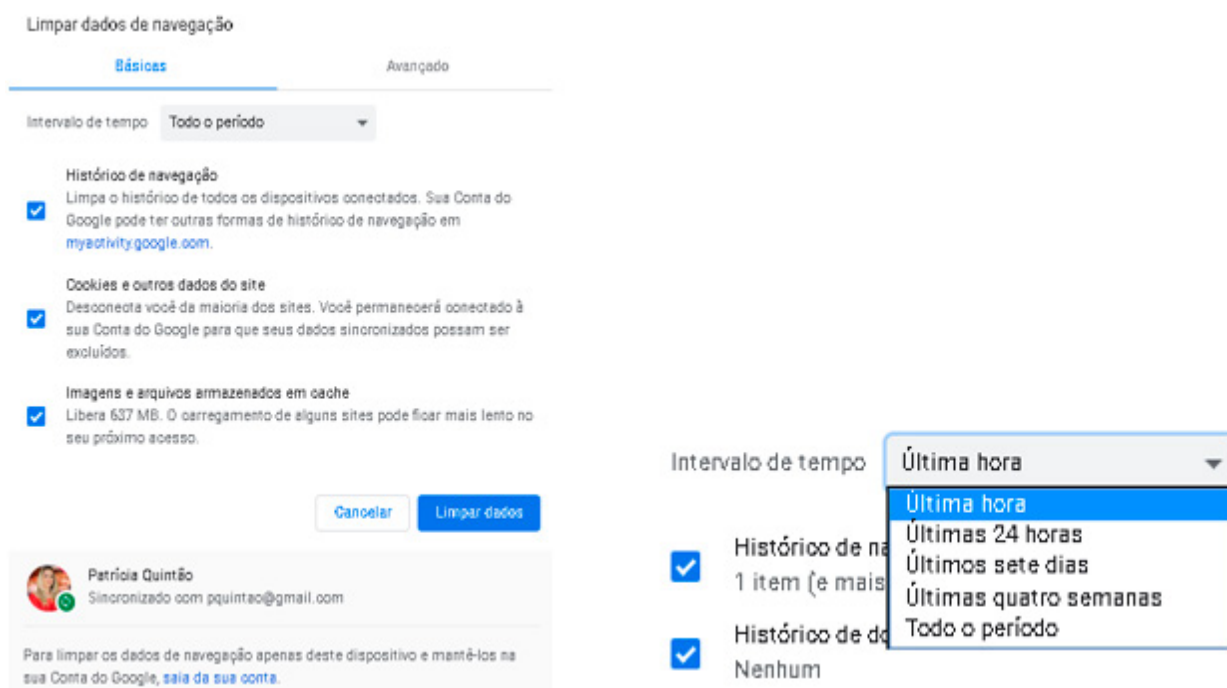 Limpar dados de navegação
Básicas Avançado
Intervalo de tempo Todo o período
Histórico de navegação
Limpa o histórico de todos os dispositivos conectados. Sua Conta do
Google pode ter outras formas de histórico de navegação em
myactivity.google.com.
Cookies e outros dados do site
Desconecta você da maioria dos sites. Você permanecerá conectado à
sua Conta do Google para que seus dados sincronizados possam ser
excluídos.
Imagens e arquivos armazenados em cache
Libera 637 MB. O carregamento de alguns sites pode ficar mais lento no
seu próximo acesso.
Cancelar Limpar dados
Patrícia Quintão
Sincronizado com pquintao@gmail.com
Para limpar os dados de navegação apenas deste dispositivo e mantê-los na
sua Conta do Google, saia da sua conta.
Intervalo de tempo Última hora
Última hora
Últimas 24 horas
Últimos sete dias
Últimas quatro semanas
Todo o período
Histórico de na
1 item (e mais
Histórico de do
Nenhum